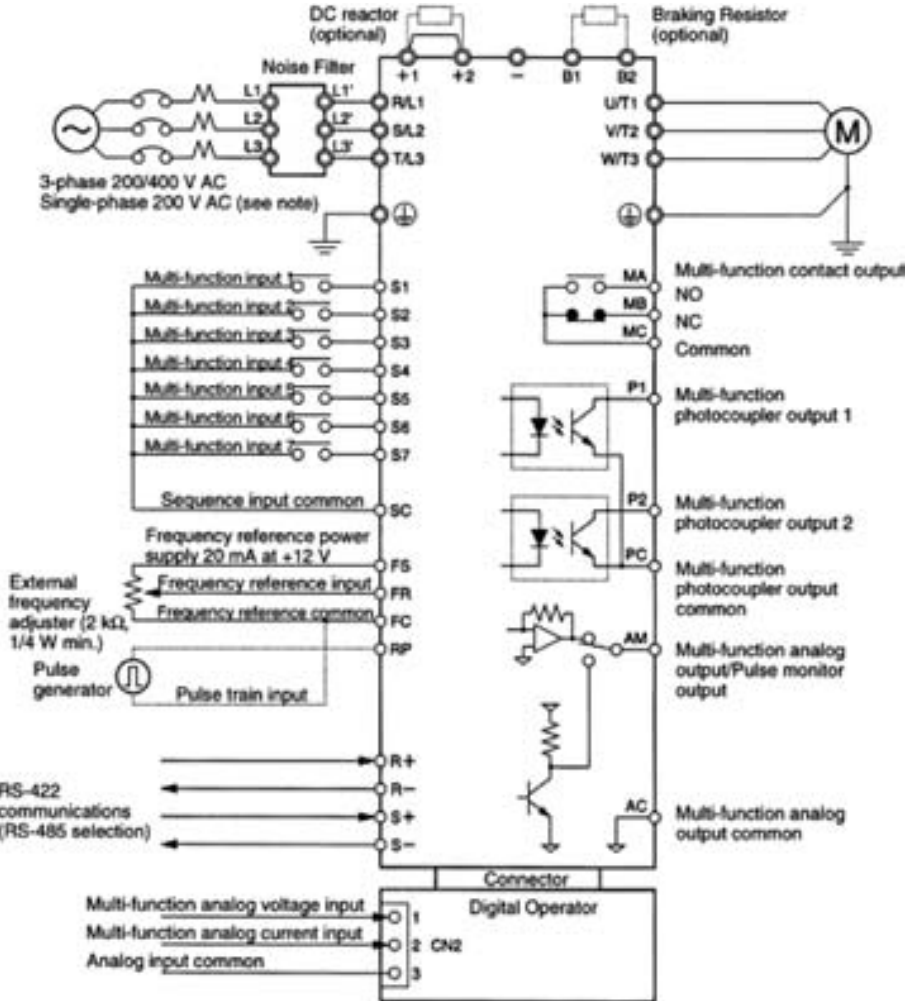 DC reactor
(optional)
Braking Resistor
(optional)
+1
+2
−
B1
B2
Noise Filter
L1
L1'
R/L1
U/T1
L2
L2'
S/L2
V/T2
M
L3
L3'
T/L3
W/T3
3-phase 200/400 V AC
Single-phase 200 V AC (see note)
Multi-function input 1
S1
Multi-function input 2
S2
Multi-function input 3
S3
Multi-function input 4
S4
Multi-function input 5
S5
Multi-function input 6
S6
Multi-function input 7
S7
Sequence input common
SC
MA
Multi-function contact output
NO
MB
NC
MC
Common
P1
Multi-function
photocoupler output 1
P2
Multi-function
photocoupler output 2
PC
Multi-function
photocoupler output
common
Frequency reference power
supply 20 mA at +12 V
FS
Frequency reference input
FR
Frequency reference common
FC
External
frequency
adjuster (2 kΩ,
1/4 W min.)
RP
Pulse
generator
Pulse train input
AM
Multi-function analog
output/Pulse monitor
output
R+
R−
S+
S−
RS-422
communications
(RS-485 selection)
AC
Multi-function analog
output common
Connector
Digital Operator
Multi-function analog voltage input
1
Multi-function analog current input
2 CN2
Analog input common
3